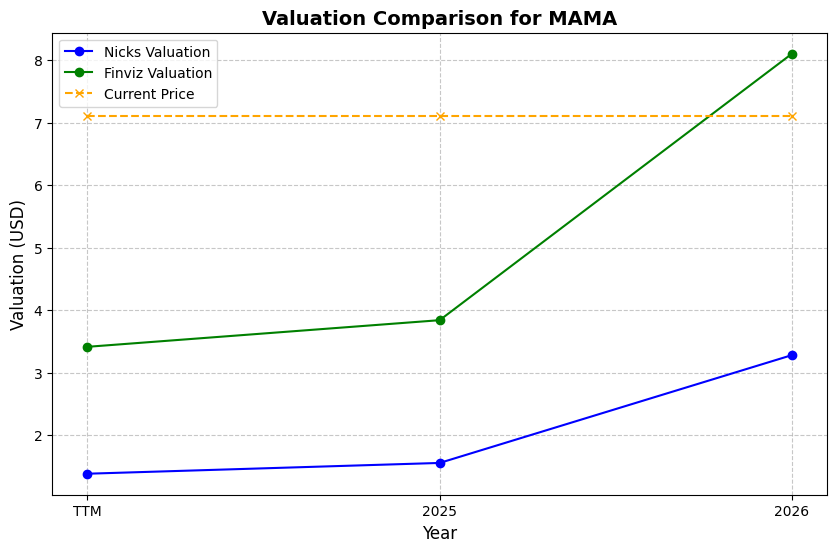 Valuation Comparison for MAMA
Nicks Valuation
Finviz Valuation
Current Price
Valuation (USD)
8
7
6
5
4
3
2
TTM
2025
2026
Year